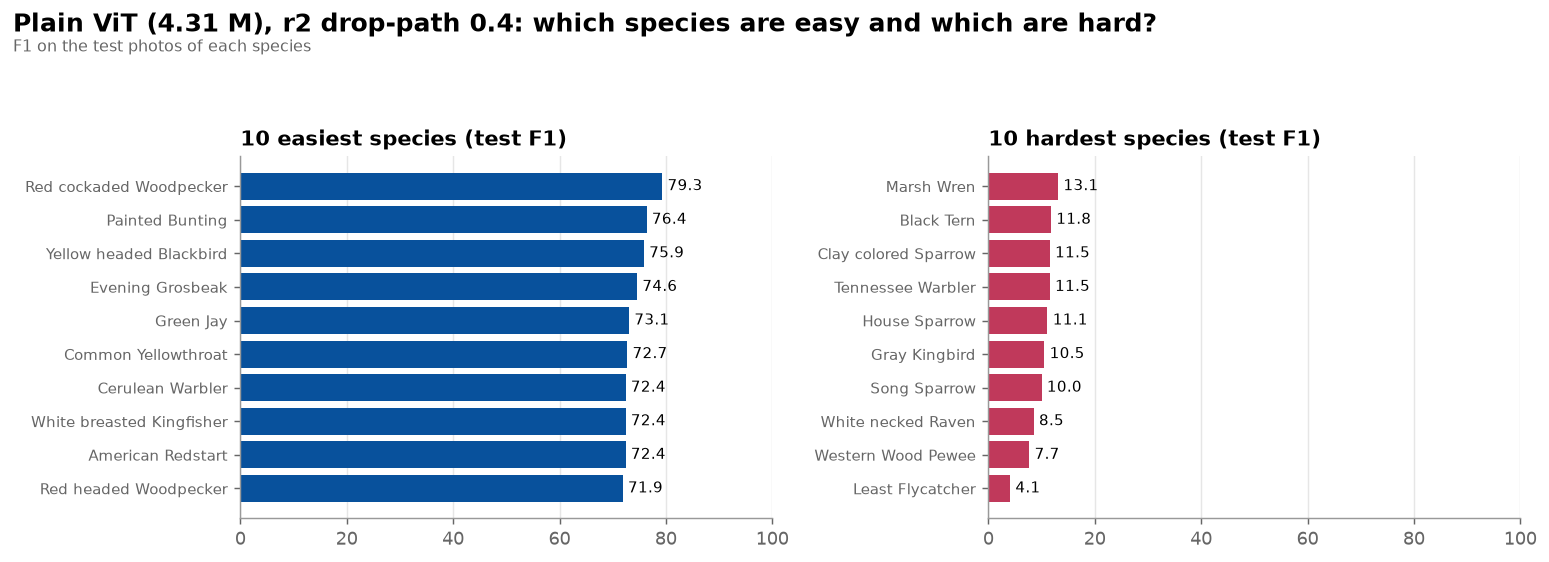 Plain ViT (4.31 M), r2 drop-path 0.4: which species are easy and which are hard?
F1 on the test photos of each species
10 easiest species (test F1)
Red cockaded Woodpecker 79.3
Painted Bunting 76.4
Yellow headed Blackbird 75.9
Evening Grosbeak 74.6
Green Jay 73.1
Common Yellowthroat 72.7
Cerulean Warbler 72.4
White breasted Kingfisher 72.4
American Redstart 72.4
Red headed Woodpecker 71.9
0 20 40 60 80 100
10 hardest species (test F1)
Marsh Wren 13.1
Black Tern 11.8
Clay colored Sparrow 11.5
Tennessee Warbler 11.5
House Sparrow 11.1
Gray Kingbird 10.5
Song Sparrow 10.0
White necked Raven 8.5
Western Wood Pewee 7.7
Least Flycatcher 4.1
0 20 40 60 80 100